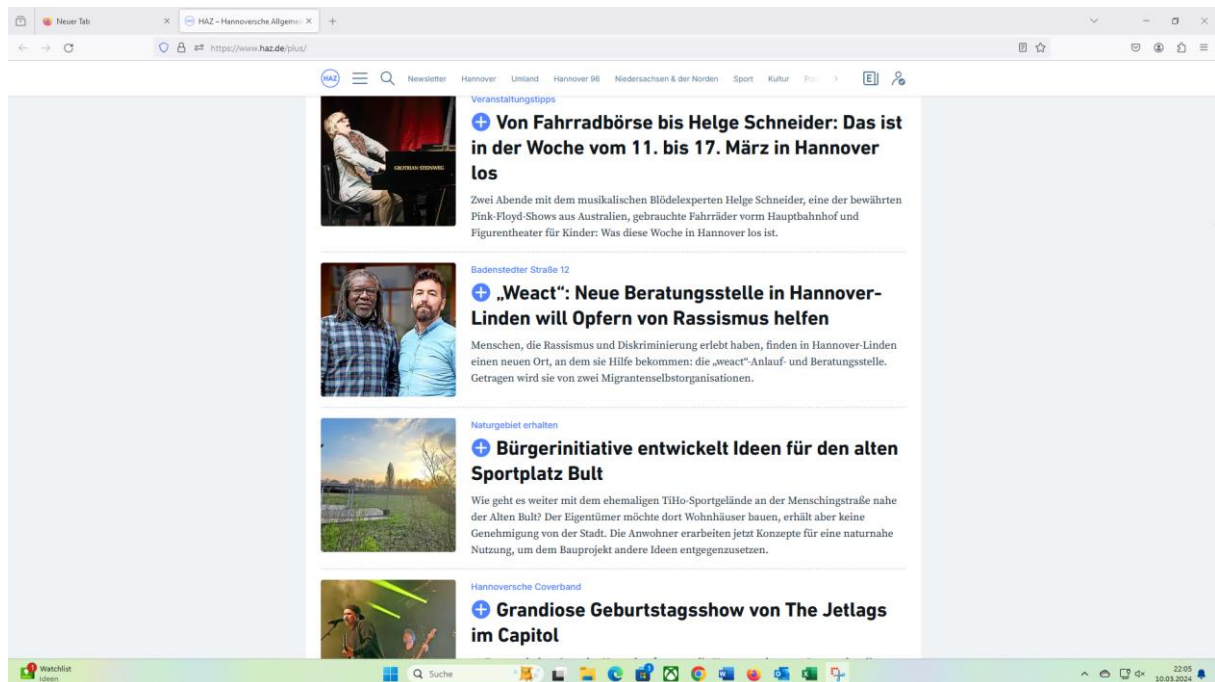 Neuer Tab
HAZ – Hannoversche Allgemei
https://www.haz.de/plus/
HAZ
Newsletter Hannover Umland Hannover 96 Niedersachsen & der Norden Sport Kultur
E
Veranstaltungstipps
Von Fahrradbörse bis Helge Schneider: Das ist
in der Woche vom 11. bis 17. März in Hannover
los
Zwei Abende mit dem musikalischen Blödelexperten Helge Schneider, eine der bewährten
Pink-Floyd-Shows aus Australien, gebrauchte Fahrräder vorm Hauptbahnhof und
Figurentheater für Kinder: Was diese Woche in Hannover los ist.
GROTRIAN-STEINWEG
Badenstedter Straße 12
„Weact“: Neue Beratungsstelle in Hannover-
Linden will Opfern von Rassismus helfen
Menschen, die Rassismus und Diskriminierung erlebt haben, finden in Hannover-Linden
einen neuen Ort, an dem sie Hilfe bekommen: die „weact“-Anlauf- und Beratungsstelle.
Getragen wird sie von zwei Migrantenselbstorganisationen.
Naturgebiet erhalten
Bürgerinitiative entwickelt Ideen für den alten
Sportplatz Bult
Wie geht es weiter mit dem ehemaligen TiHo-Sportgelände an der Menschingstraße nahe
der Alten Bult? Der Eigentümer möchte dort Wohnhäuser bauen, erhält aber keine
Genehmigung von der Stadt. Die Anwohner erarbeiten jetzt Konzepte für eine naturnahe
Nutzung, um dem Bauprojekt andere Ideen entgegenzusetzen.
Hannoversche Coverband
Grandiose Geburtstagsshow von The Jetlags
im Capitol
Watchlist
Ideen
Suche
22:05
10.03.2024